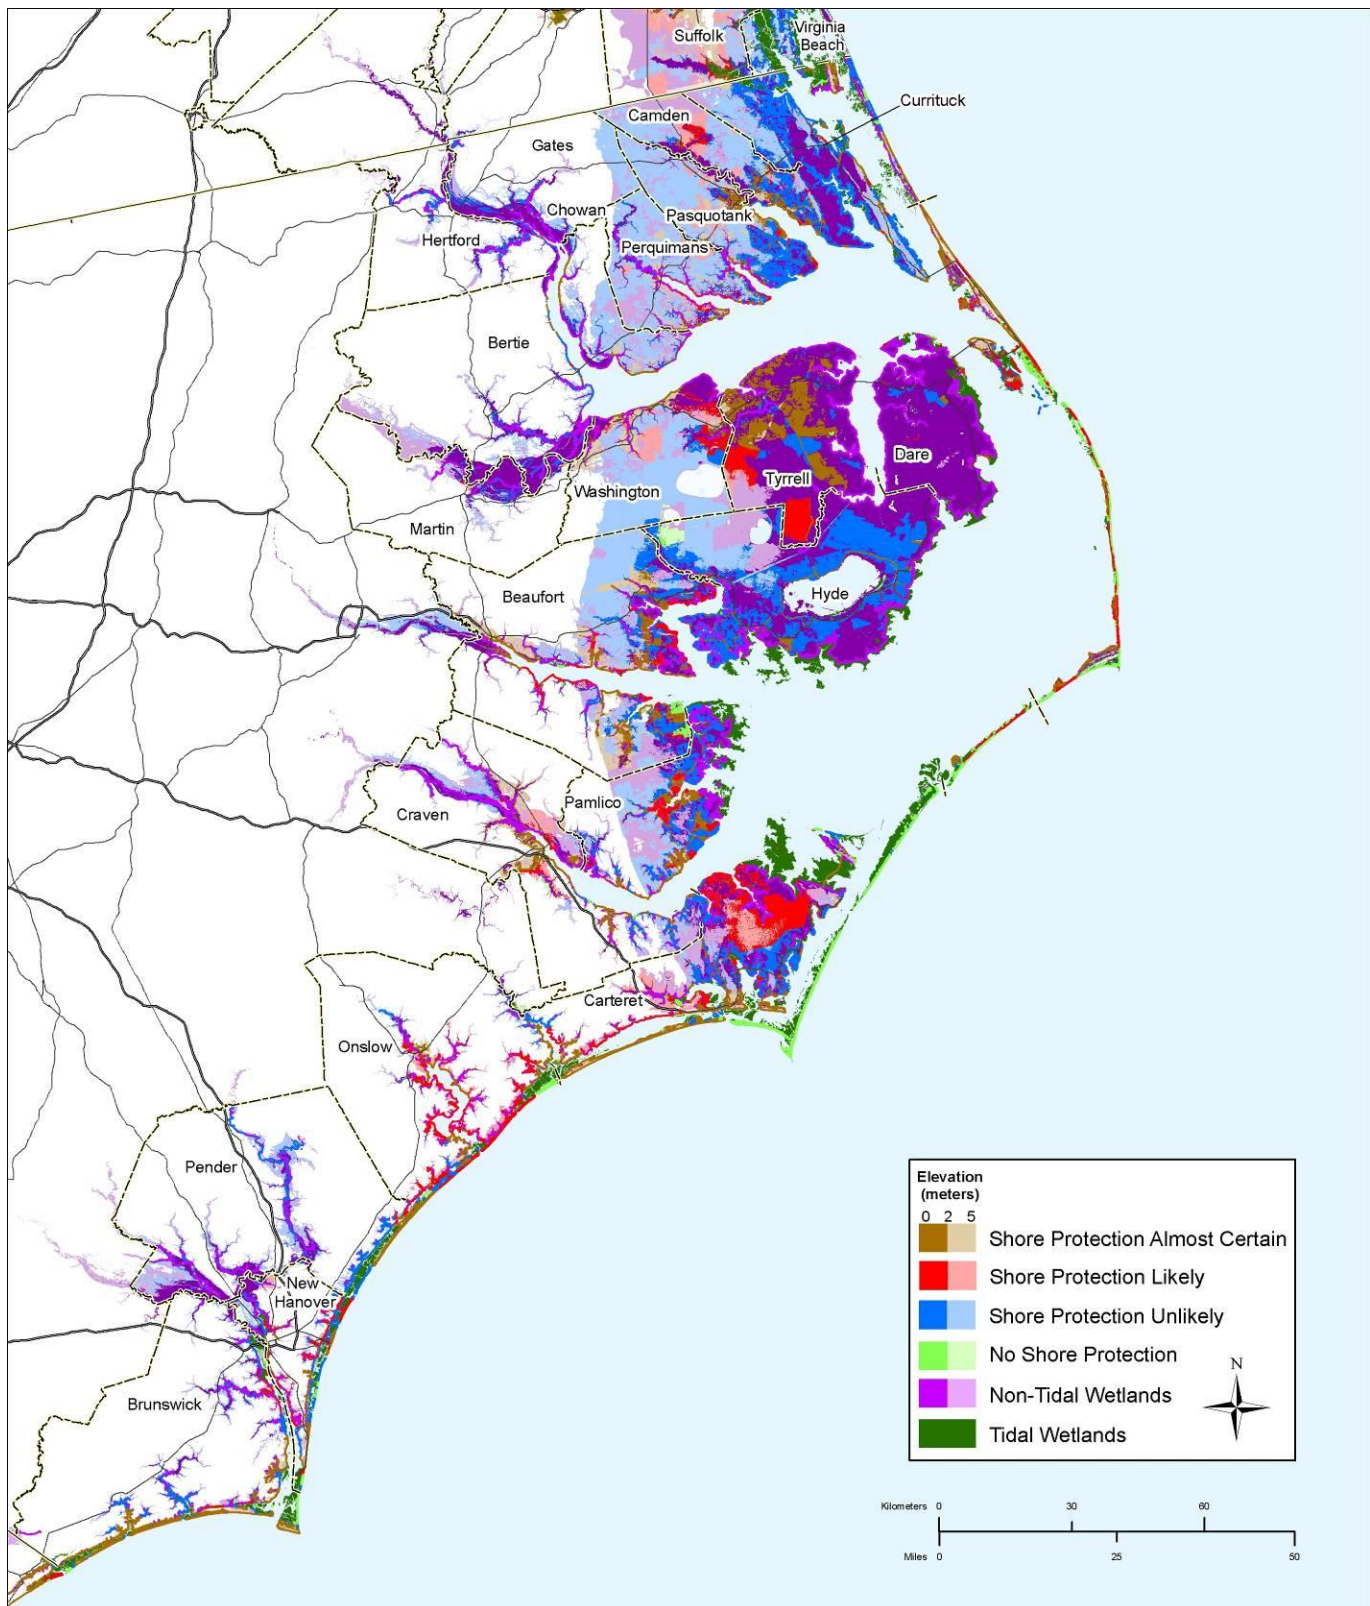 Suffolk
Virginia
Beach
Currituck
Camden
Gates
Chowan
Pasquotank
Hertford
Perquimans
Bertie
Dare
Tyrrell
Washington
Martin
Hyde
Beaufort
Pamlico
Craven
Carteret
Onslow
Pender
New
Hanover
Brunswick
Elevation
(meters)
0 2 5
Shore Protection Almost Certain
Shore Protection Likely
Shore Protection Unlikely
No Shore Protection
Non-Tidal Wetlands
Tidal Wetlands
N
Kilometers 0 30 60
Miles 0 25 50